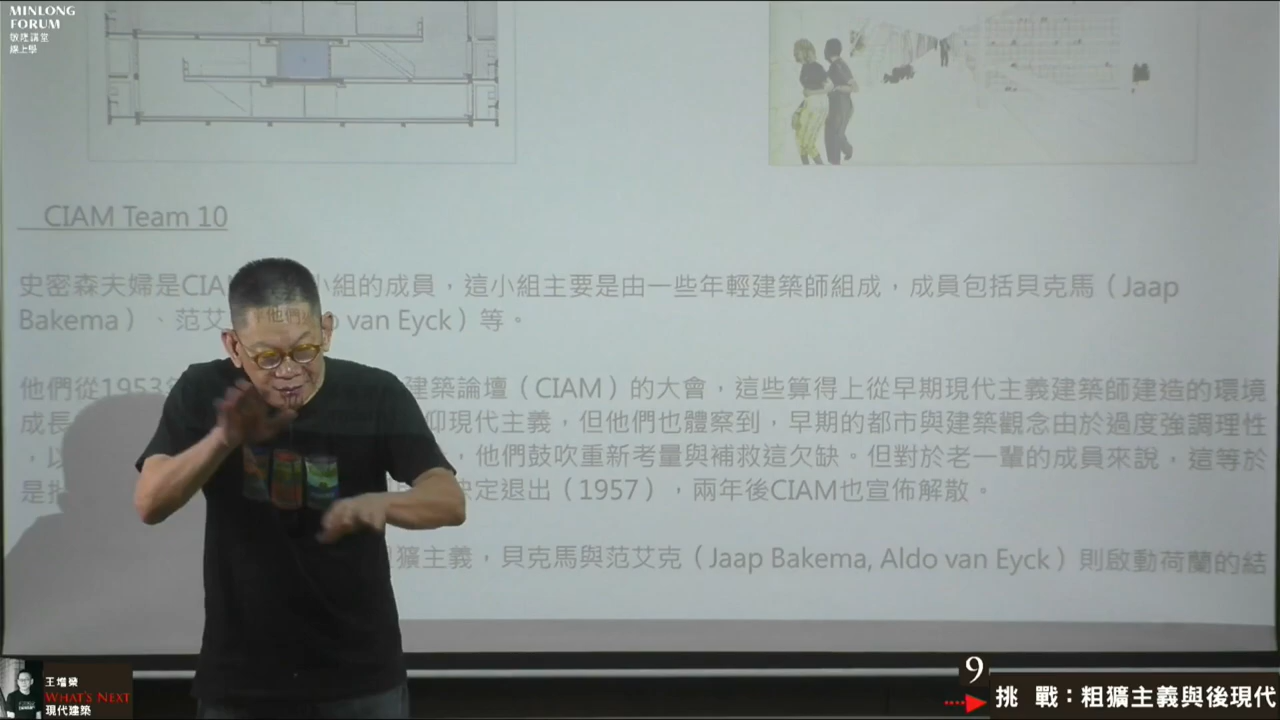 MINLONG
FORUM
敏隆講堂
線上學
CIAM Team 10
史密森夫婦是CIA 小組的成員，這小組主要是由一些年輕建築師組成，成員包括貝克馬（Jaap
Bakema）、范艾 他們 van Eyck）等。
他們從1953 建築論壇（CIAM）的大會，這些算得上從早期現代主義建築師建造的環境
成長 仰現代主義，但他們也體察到，早期的都市與建築觀念由於過度強調理性
，以 ，他們鼓吹重新考量與補救這欠缺。但對於老一輩的成員來說，這等於
是 決定退出（1957），兩年後CIAM也宣佈解散。
獷主義，貝克馬與范艾克（Jaap Bakema, Aldo van Eyck）則啟動荷蘭的結
王增榮
WHAT'S NEXT
現代建築
9
挑 戰：粗獷主義與後現代